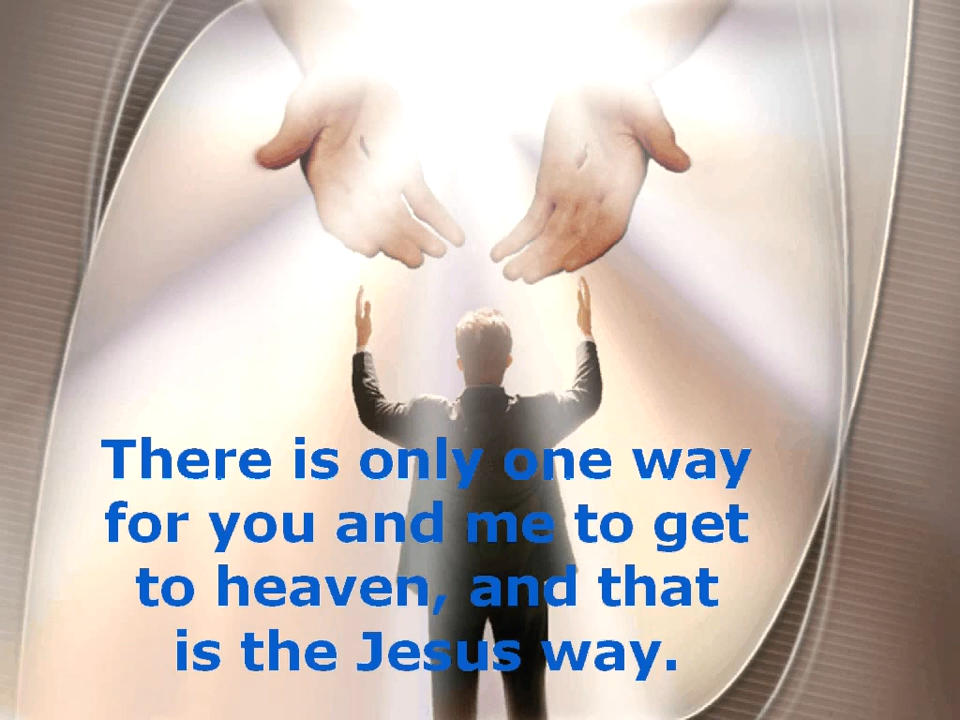 There is only one way
for you and me to get
to heaven, and that
is the Jesus way.